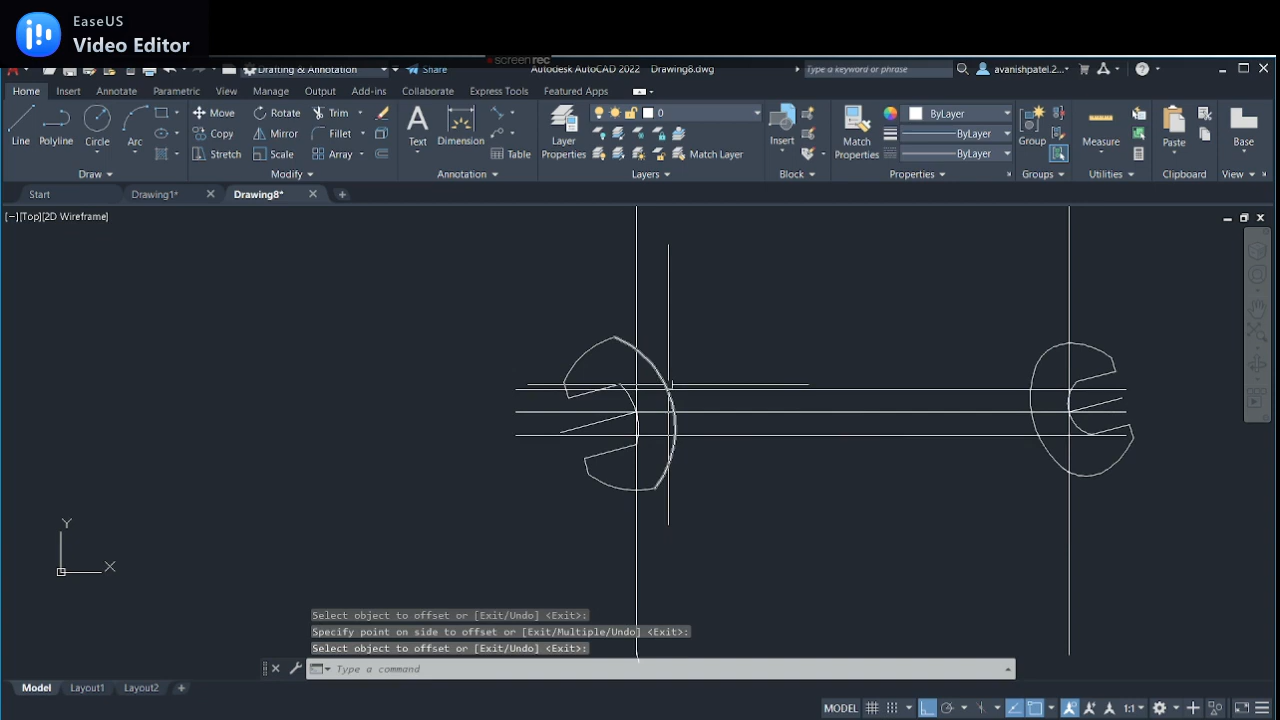 EaseUS
Video Editor
screenrec
Drafting & Annotation
Share
Autodesk AutoCAD 2022 Drawing8.dwg
Type a keyword or phrase
avanishpatel.2...
Home Insert Annotate Parametric View Manage Output Add-ins Collaborate Express Tools Featured Apps
Line
Polyline
Circle
Arc
Move
Copy
Stretch
Rotate
Mirror
Scale
Trim
Fillet
Array
Text
Dimension
Table
Layer
Properties
0
Match Layer
Insert
Match
Properties
ByLayer
ByLayer
ByLayer
Group
Measure
Paste
Base
Draw
Modify
Annotation
Layers
Block
Properties
Groups
Utilities
Clipboard
View
Start Drawing1* Drawing8*
[−][Top][2D Wireframe]
Y
X
Select object to offset or [Exit/Undo] <Exit>:
Specify point on side to offset or [Exit/Multiple/Undo] <Exit>:
Select object to offset or [Exit/Undo] <Exit>:
Type a command
Model Layout1 Layout2
MODEL
1:1